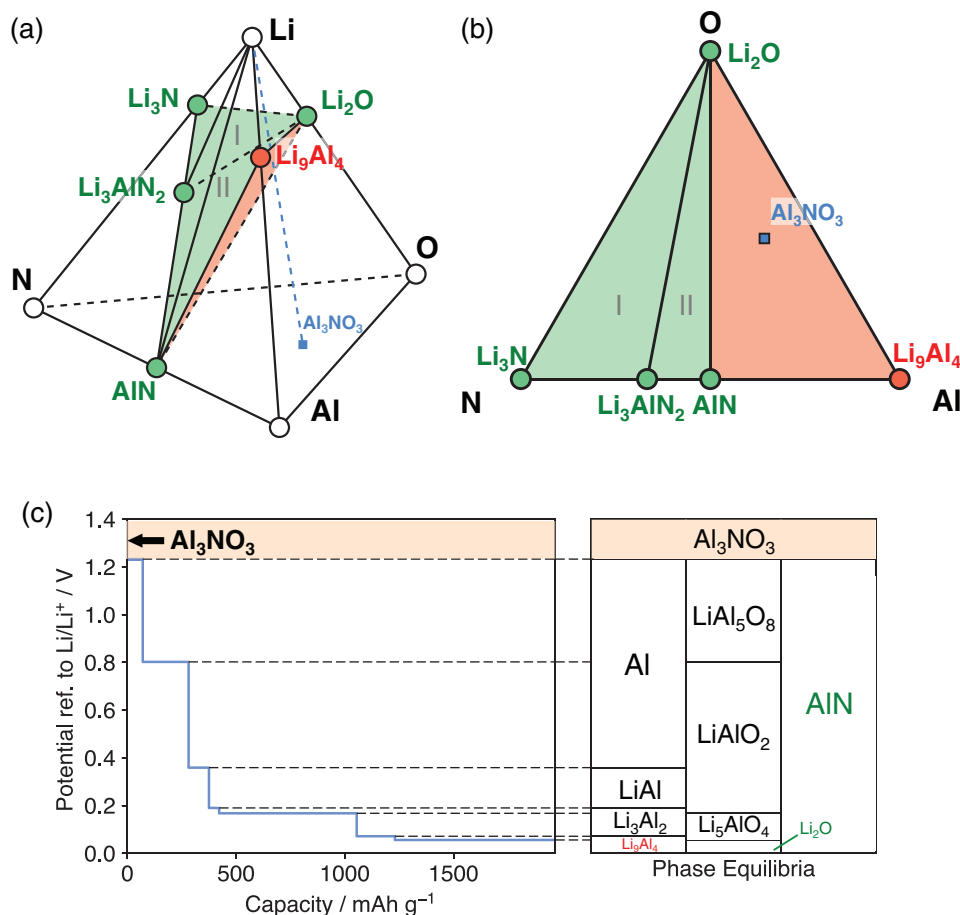 (a)
Li
Li₃N
Li₂O
I
Li₉Al₄
Li₃AlN₂
II
O
N
Al₃NO₃
AlN
Al
(b)
O
Li₂O
Al₃NO₃
I
II
Li₃N
Li₉Al₄
N
Li₃AlN₂
AlN
Al
(c)
Potential ref. to Li/Li⁺ / V
1.4
1.2
1.0
0.8
0.6
0.4
0.2
0.0
Al₃NO₃
0
500
1000
1500
Capacity / mAh g⁻¹
Al₃NO₃
Al
LiAl₅O₈
AlN
LiAlO₂
LiAl
Li₃Al₂
Li₅AlO₄
Li₂O
Li₉Al₄
Phase Equilibria